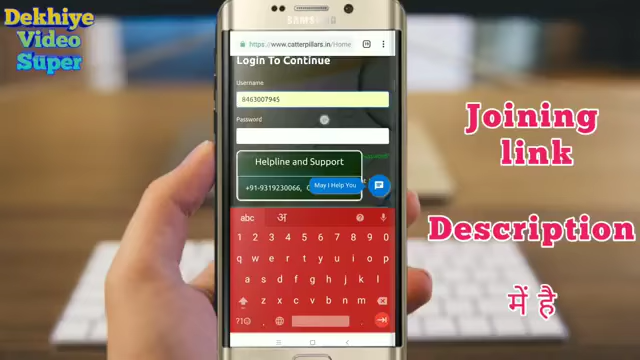 Dekhiye
Video
Super
SAMSUNG
https://www.catterpillars.in/Home
Login To Continue
Username
8463007945
Password
Helpline and Support
+91-9319230066,
May I Help You
abc अ
1 2 3 4 5 6 7 8 9 0
q w e r t y u i o p
a s d f g h j k l
z x c v b n m
?1☺ , .
Joining
link
Description
में है